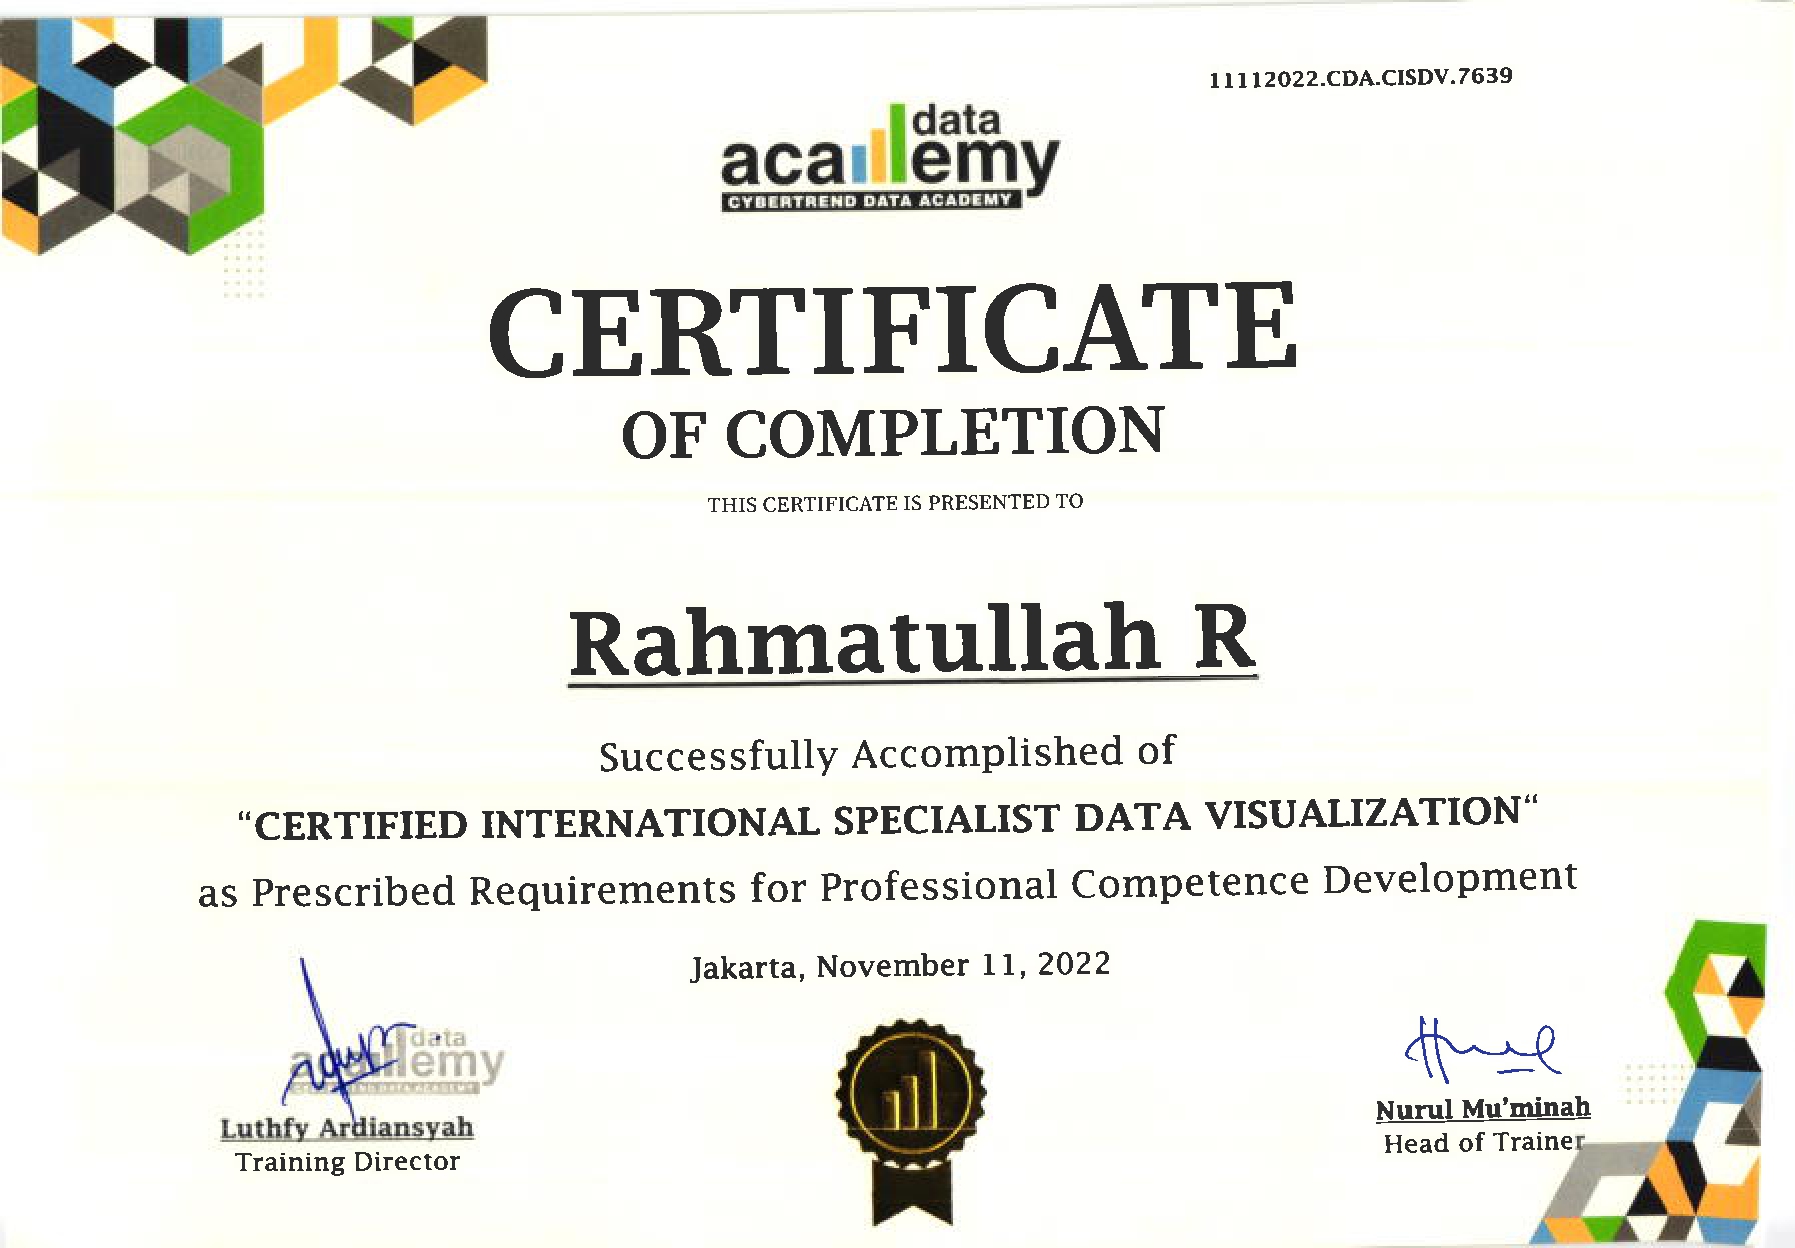 11112022.CDA.CISDV.7639
data
academy
CYBERTREND DATA ACADEMY
CERTIFICATE
OF COMPLETION
THIS CERTIFICATE IS PRESENTED TO
Rahmatullah R
Successfully Accomplished of
“CERTIFIED INTERNATIONAL SPECIALIST DATA VISUALIZATION“
as Prescribed Requirements for Professional Competence Development
Jakarta, November 11, 2022
data
academy
DATA ACADEMY
Luthfy Ardiansyah
Training Director
Nurul Mu'minah
Head of Trainer